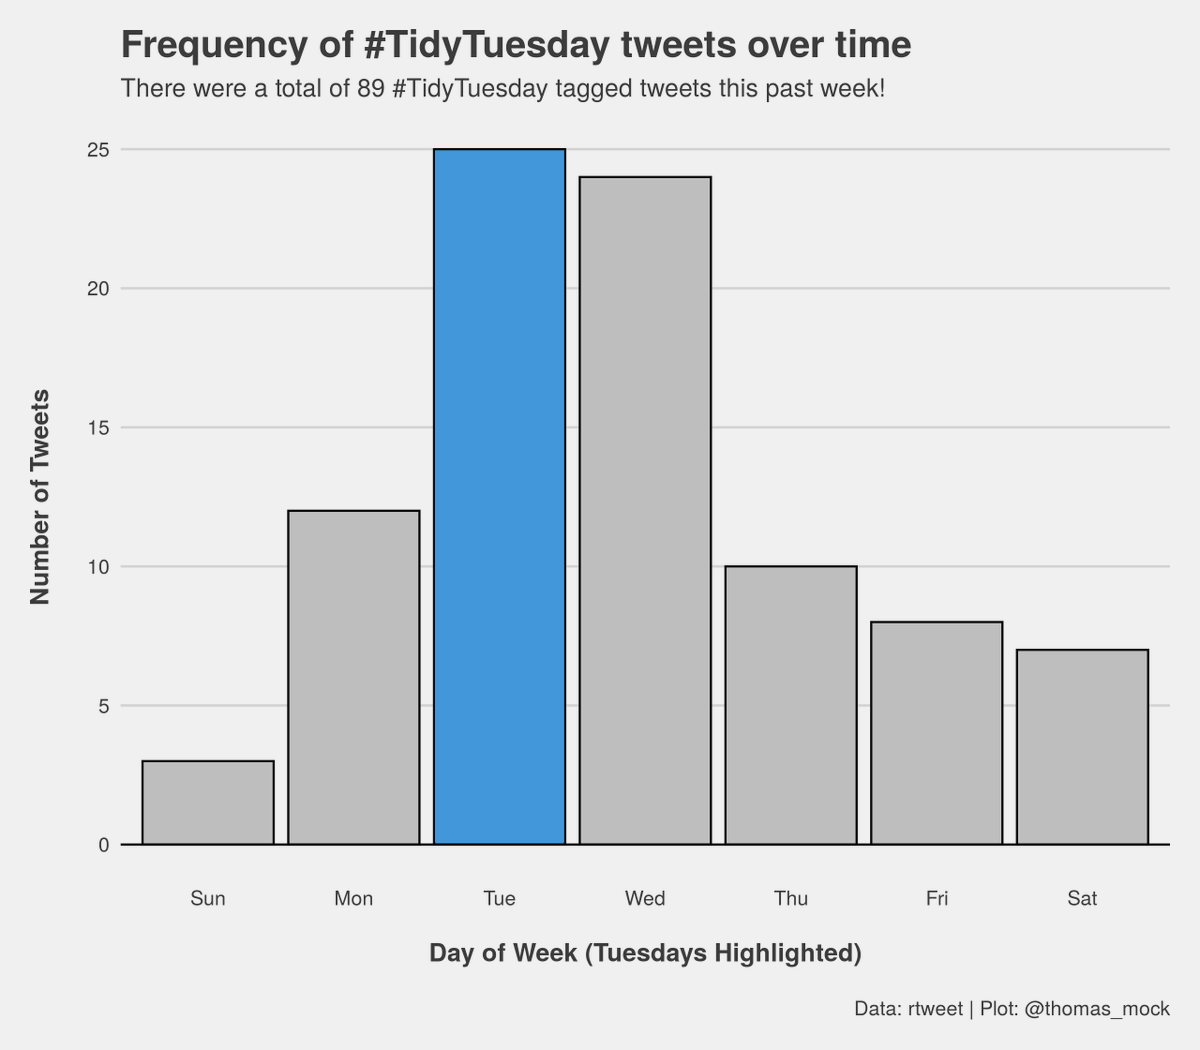 Frequency of #TidyTuesday tweets over time
There were a total of 89 #TidyTuesday tagged tweets this past week!
25
20
15
10
5
0
Number of Tweets
Sun Mon Tue Wed Thu Fri Sat
Day of Week (Tuesdays Highlighted)
Data: rtweet | Plot: @thomas_mock